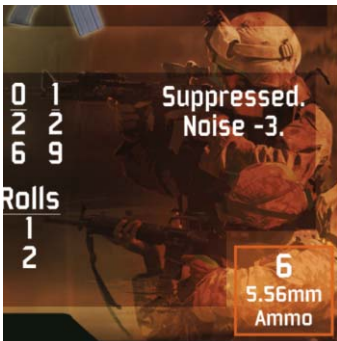 0 1
2 2
6 9
Suppressed.
Noise -3.
Rolls
1
2
6
5.56mm
Ammo